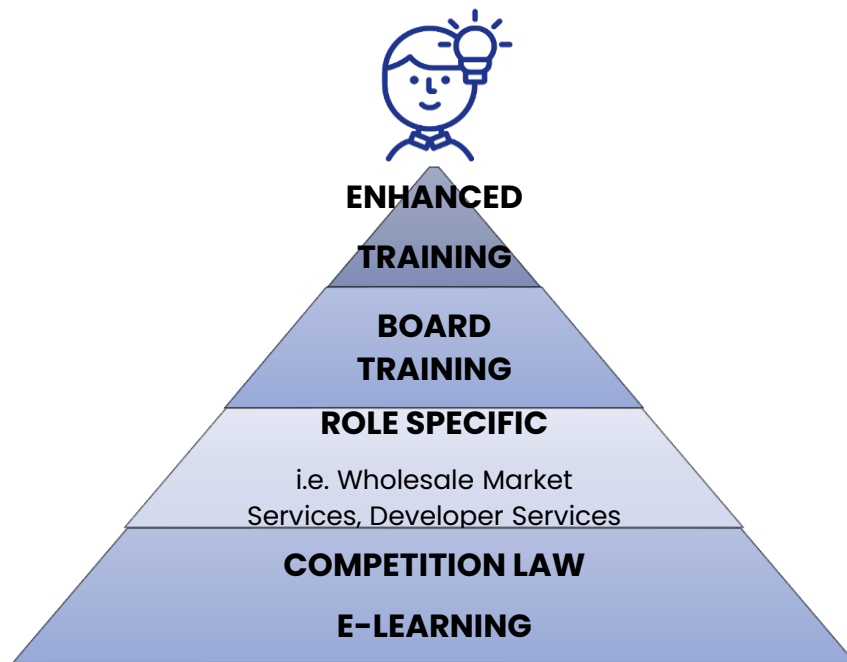 ENHANCED
TRAINING
BOARD
TRAINING
ROLE SPECIFIC
i.e. Wholesale Market
Services, Developer Services
COMPETITION LAW
E-LEARNING